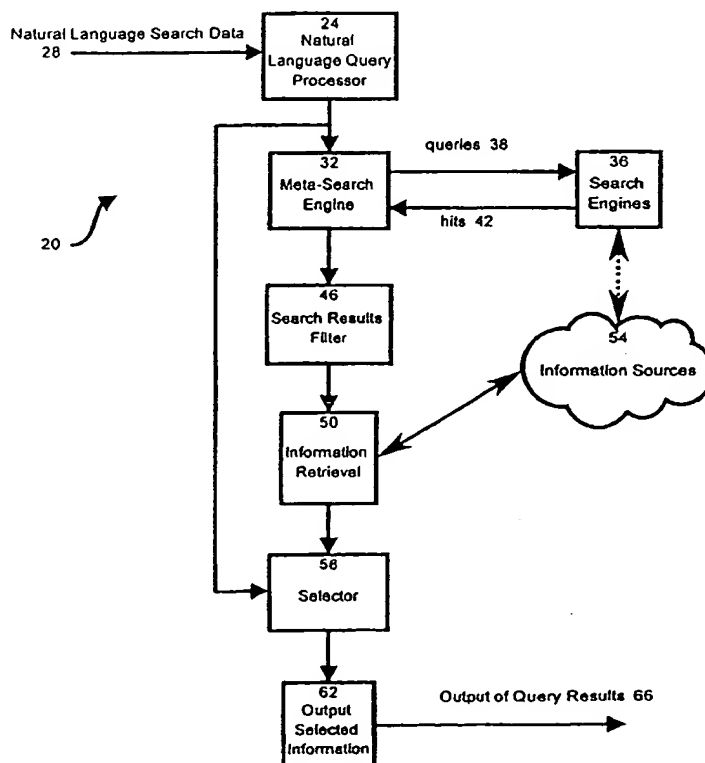 Natural Language Search Data
28
24
Natural
Language Query
Processor
32
Meta-Search
Engine
queries 38
hits 42
36
Search
Engines
20
46
Search Results
Filter
54
Information Sources
50
Information
Retrieval
58
Selector
62
Output
Selected
Information
Output of Query Results 66